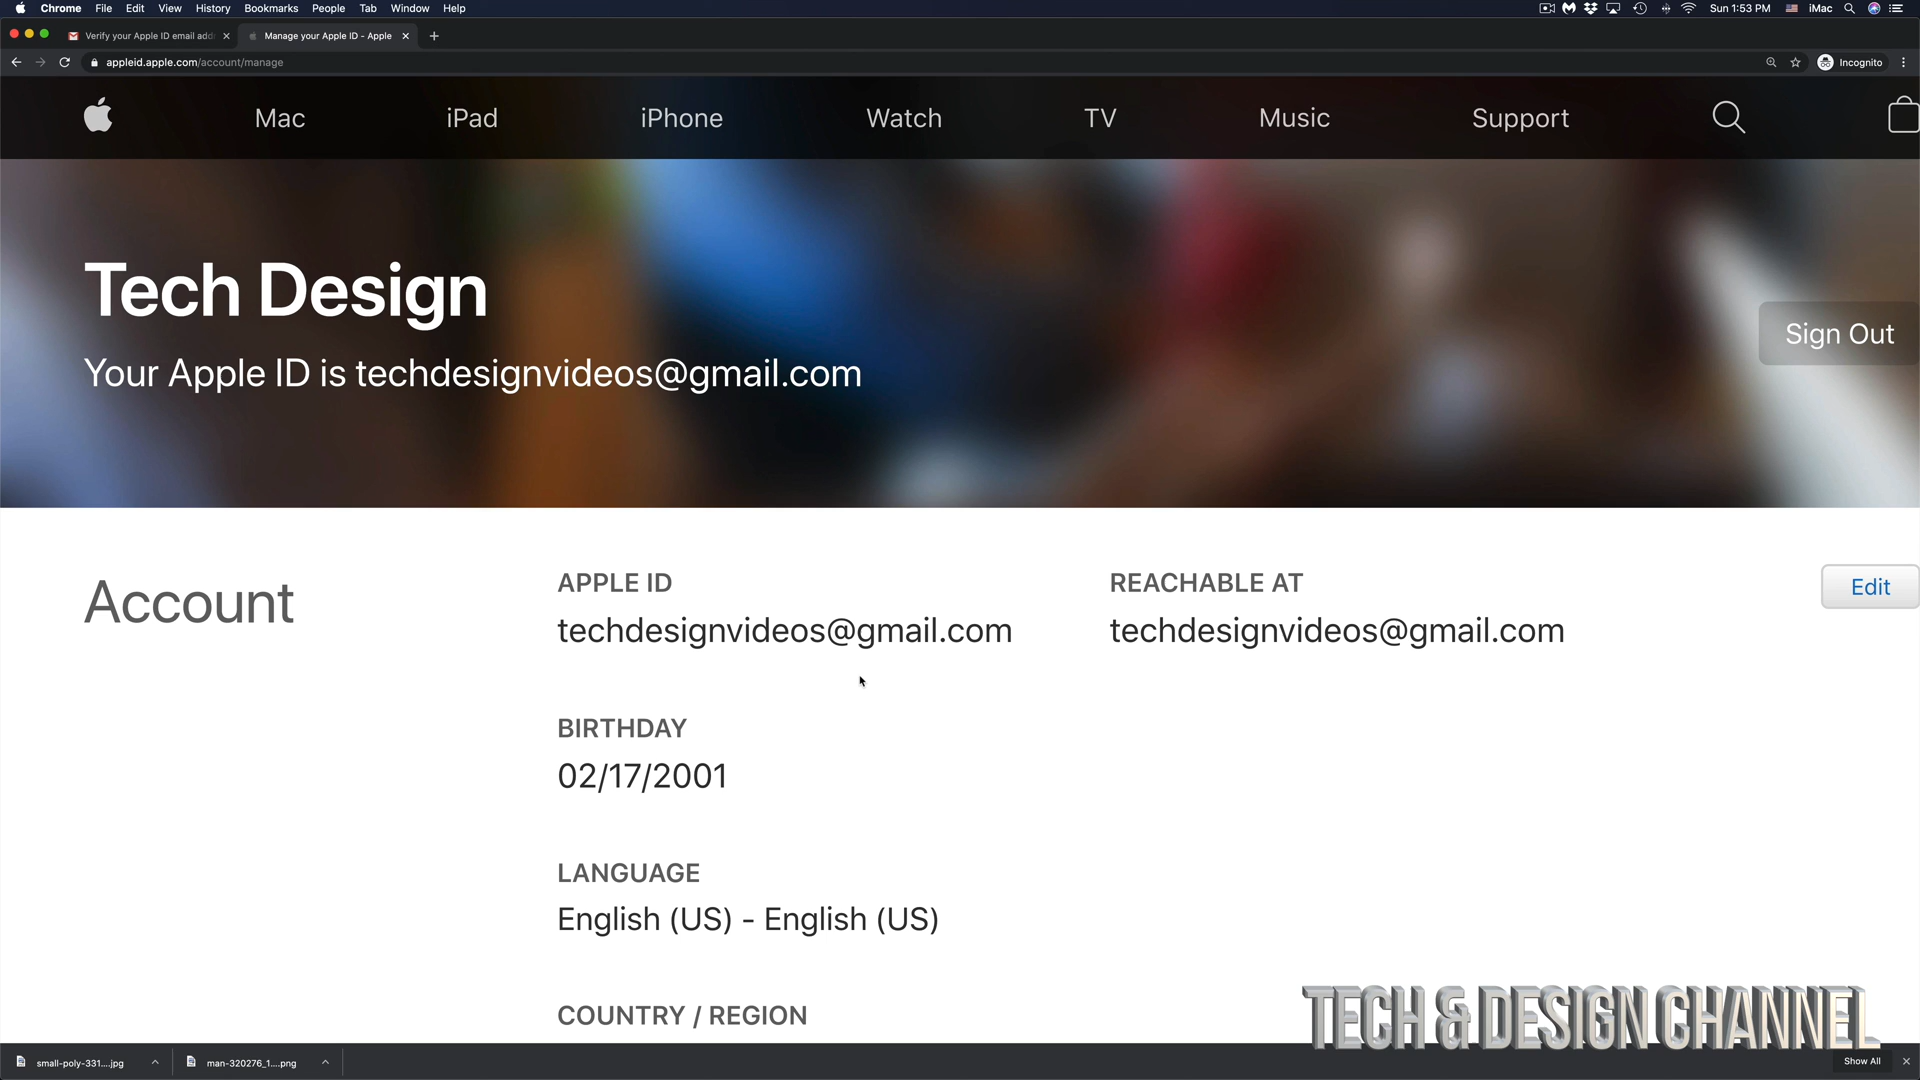 Chrome File Edit View History Bookmarks People Tab Window Help
Sun 1:53 PM iMac
Verify your Apple ID email add
Manage your Apple ID - Apple
appleid.apple.com/account/manage
Incognito
Mac iPad iPhone Watch TV Music Support
Tech Design
Your Apple ID is techdesignvideos@gmail.com
Sign Out
Account
APPLE ID
techdesignvideos@gmail.com
REACHABLE AT
techdesignvideos@gmail.com
Edit
BIRTHDAY
02/17/2001
LANGUAGE
English (US) - English (US)
COUNTRY / REGION
TECH & DESIGN CHANNEL
small-poly-331....jpg
man-320276_1....png
Show All